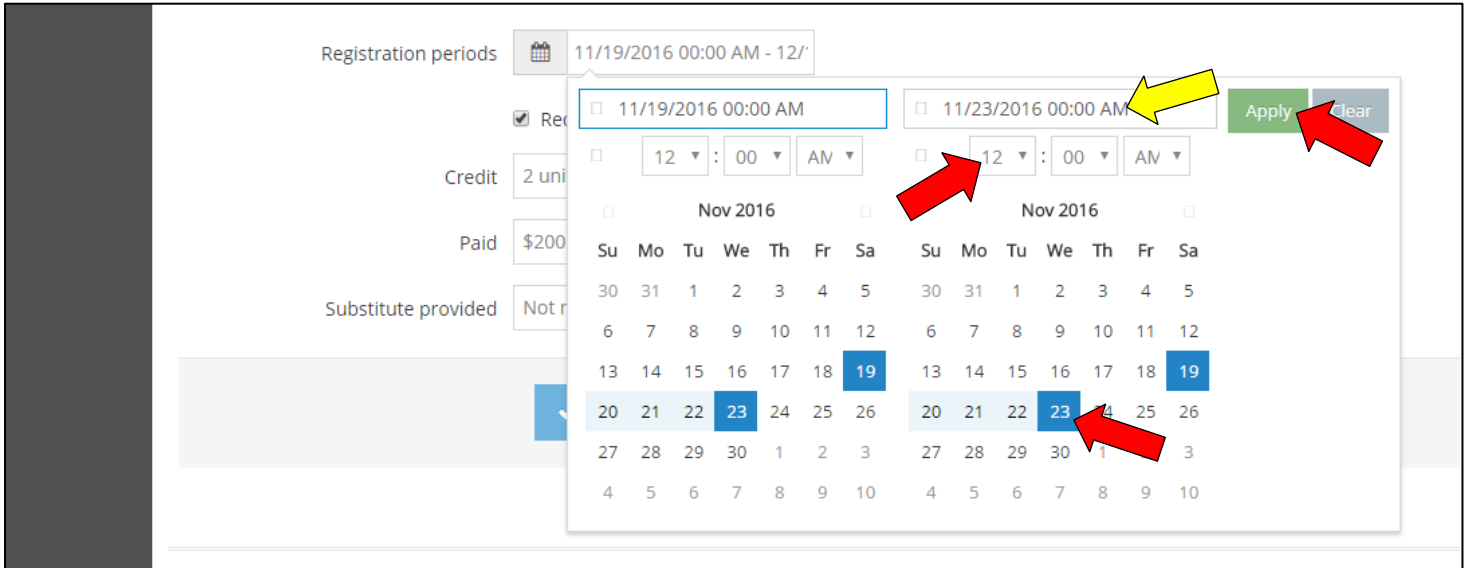 Registration periods 11/19/2016 00:00 AM - 12/
11/19/2016 00:00 AM 11/23/2016 00:00 AM Apply Clear
12 : 00 AM 12 : 00 AM
Credit 2
Paid $200
Substitute provided Not
Nov 2016 Nov 2016
Su Mo Tu We Th Fr Sa Su Mo Tu We Th Fr Sa
30 31 1 2 3 4 5 30 31 1 2 3 4 5
6 7 8 9 10 11 12 6 7 8 9 10 11 12
13 14 15 16 17 18 19 13 14 15 16 17 18 19
20 21 22 23 24 25 26 20 21 22 23 24 25 26
27 28 29 30 1 2 3 27 28 29 30 1 3
4 5 6 7 8 9 10 4 5 6 7 8 9 10